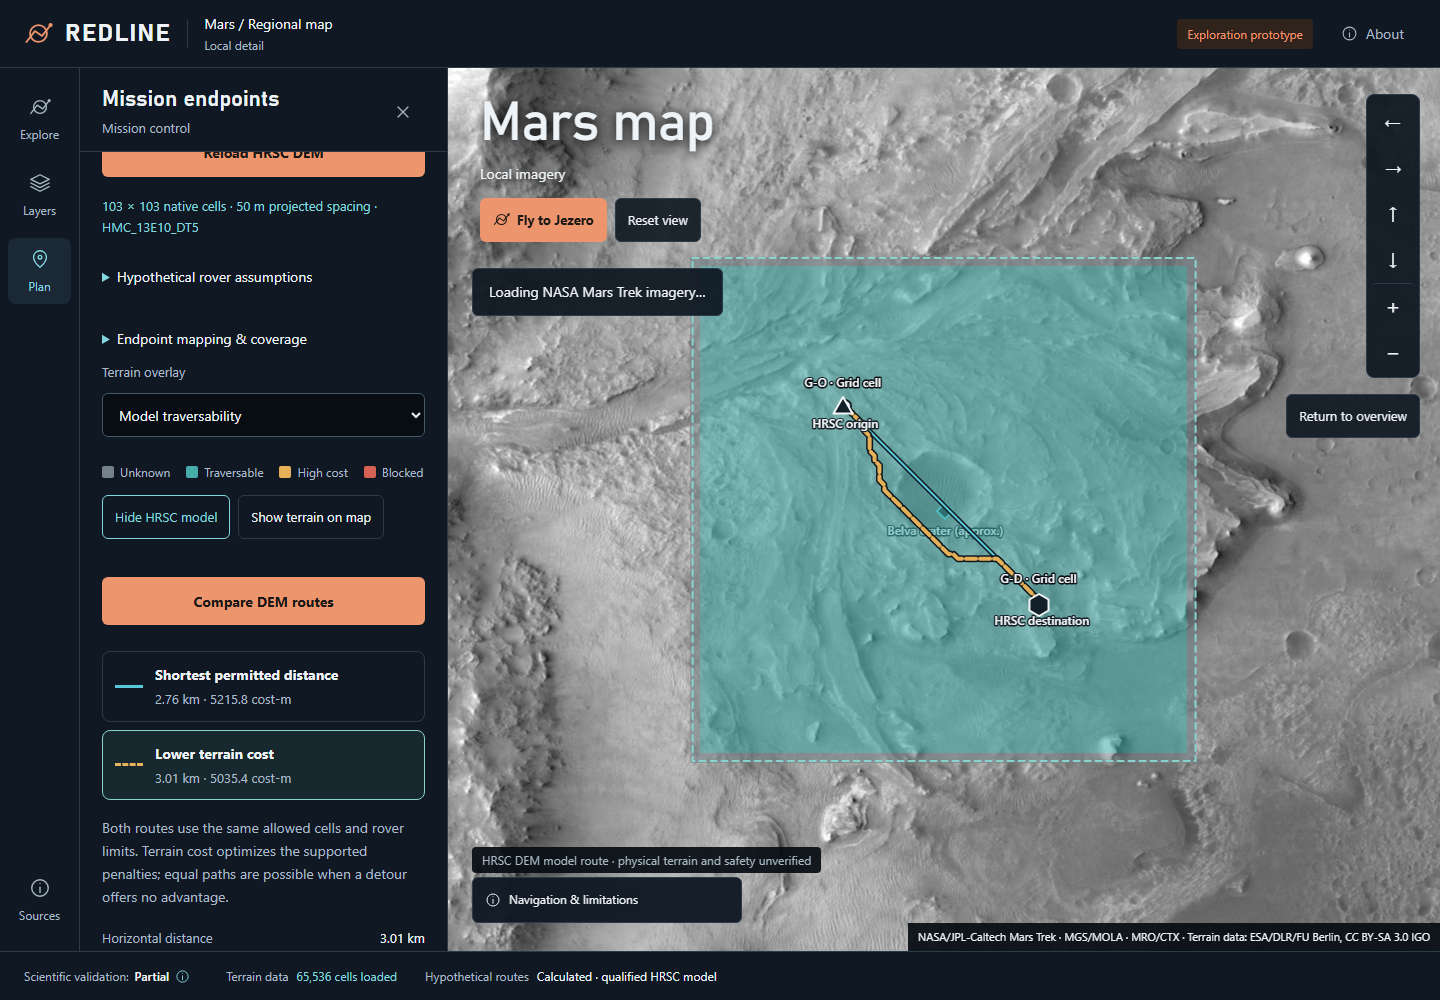 REDLINE
Mars / Regional map
Local detail
Exploration prototype
About
Explore
Layers
Plan
Sources
Mission endpoints
Mission control
Reload HRSC DEM
103 × 103 native cells · 50 m projected spacing ·
HMC_13E10_DT5
Hypothetical rover assumptions
Endpoint mapping & coverage
Terrain overlay
Model traversability
Unknown
Traversable
High cost
Blocked
Hide HRSC model
Show terrain on map
Compare DEM routes
Shortest permitted distance
2.76 km · 5215.8 cost-m
Lower terrain cost
3.01 km · 5035.4 cost-m
Both routes use the same allowed cells and rover
limits. Terrain cost optimizes the supported
penalties; equal paths are possible when a detour
offers no advantage.
Horizontal distance
3.01 km
Mars map
Local imagery
Fly to Jezero
Reset view
Loading NASA Mars Trek imagery...
G-O · Grid cell
HRSC origin
Belva crater (approx.)
G-D · Grid cell
HRSC destination
Return to overview
HRSC DEM model route · physical terrain and safety unverified
Navigation & limitations
NASA/JPL-Caltech Mars Trek · MGS/MOLA · MRO/CTX · Terrain data: ESA/DLR/FU Berlin, CC BY-SA 3.0 IGO
Scientific validation: Partial
Terrain data 65,536 cells loaded
Hypothetical routes Calculated · qualified HRSC model